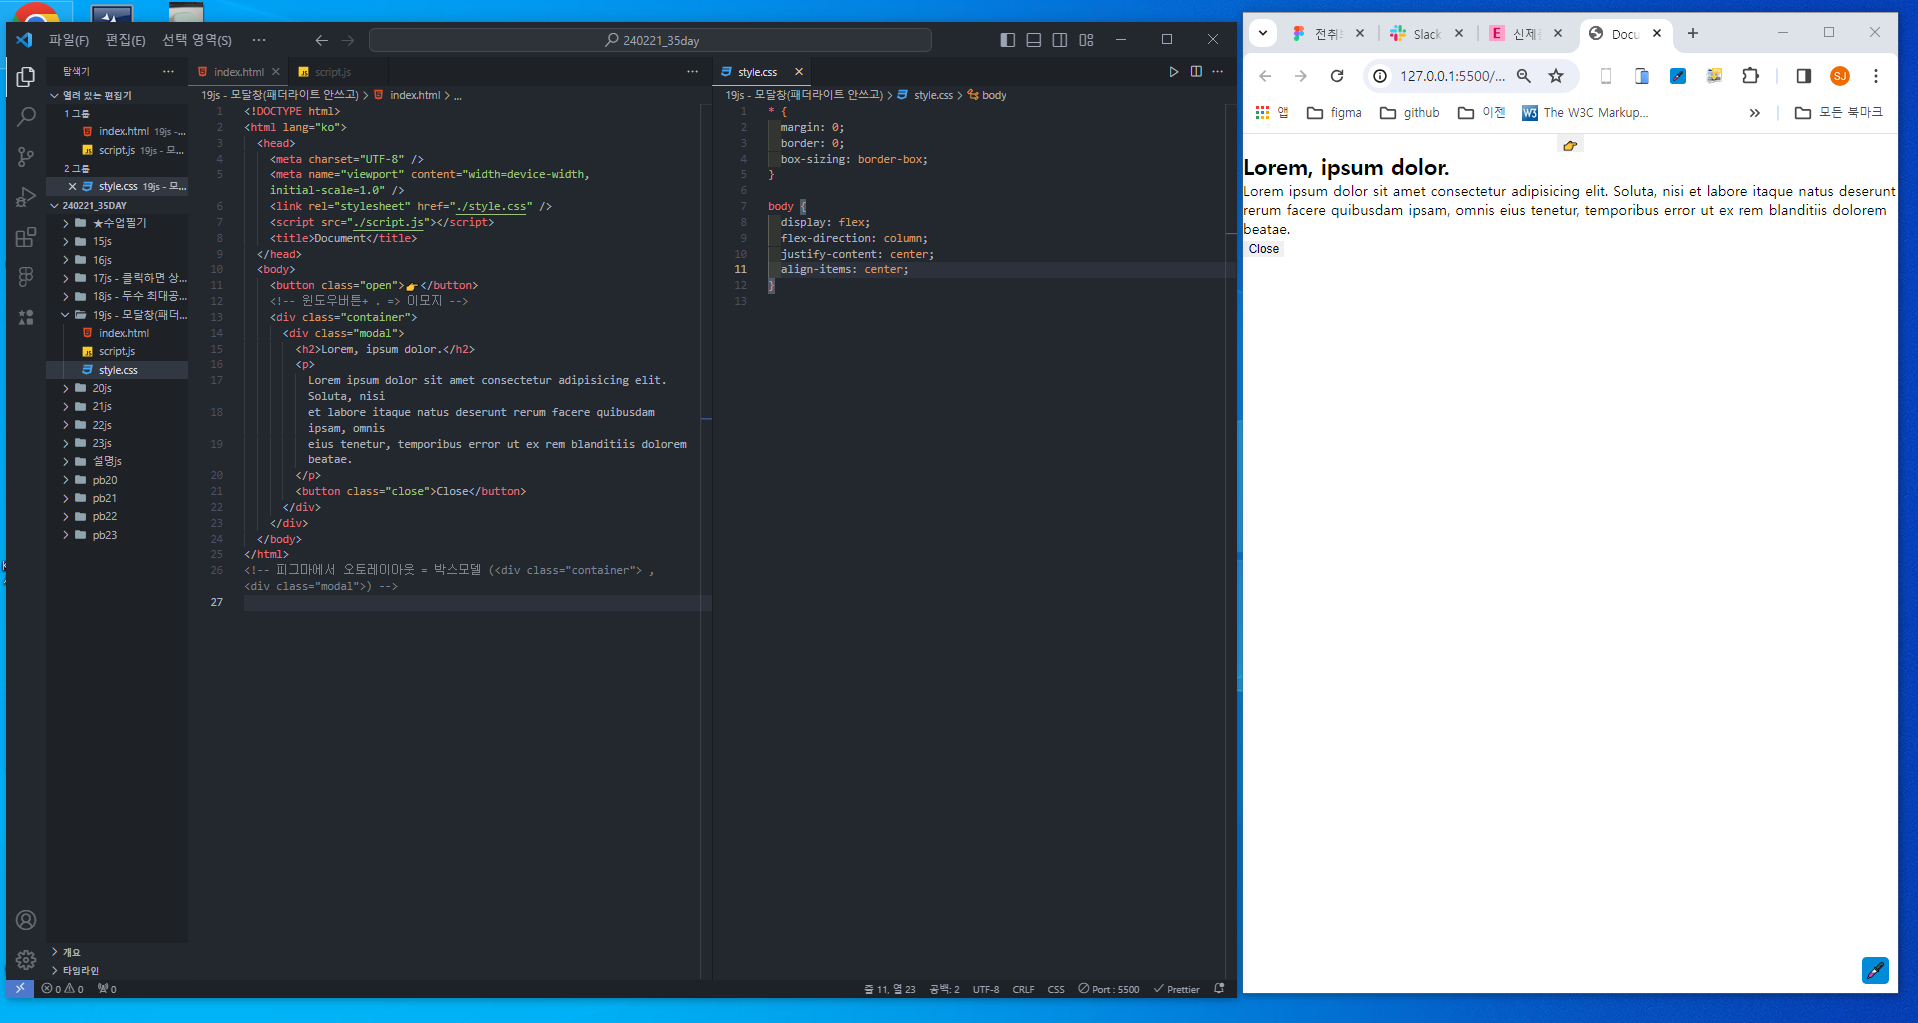 파일(F) 편집(E) 선택 영역(S) ···
240221_35day
탐색기 ···
열려 있는 편집기
1 그룹
index.html 19js -...
script.js 19js - 모...
2 그룹
style.css 19js - 모...
240221_35DAY
★수업필기
15js
16js
17js - 클릭하면 상...
18js - 두수 최대공...
19js - 모달창(패더...
index.html
script.js
style.css
20js
21js
22js
23js
설명js
pb20
pb21
pb22
pb23
개요
타임라인
index.html script.js ···
19js - 모달창(패더라이트 안쓰고) > index.html > ...
1 <!DOCTYPE html>
2 <html lang="ko">
3 <head>
4 <meta charset="UTF-8" />
5 <meta name="viewport" content="width=device-width,
initial-scale=1.0" />
6 <link rel="stylesheet" href="./style.css" />
7 <script src="./script.js"></script>
8 <title>Document</title>
9 </head>
10 <body>
11 <button class="open">👉</button>
12 <!-- 윈도우버튼+ . => 이모지 -->
13 <div class="container">
14 <div class="modal">
15 <h2>Lorem, ipsum dolor.</h2>
16 <p>
17 Lorem ipsum dolor sit amet consectetur adipisicing elit.
Soluta, nisi
18 et labore itaque natus deserunt rerum facere quibusdam
ipsam, omnis
19 eius tenetur, temporibus error ut ex rem blanditiis dolorem
beatae.
20 </p>
21 <button class="close">Close</button>
22 </div>
23 </div>
24 </body>
25 </html>
26 <!-- 피그마에서 오토레이아웃 = 박스모델 (<div class="container"> ,
<div class="modal">) -->
27
style.css ···
19js - 모달창(패더라이트 안쓰고) > style.css > body
1 * {
2 margin: 0;
3 border: 0;
4 box-sizing: border-box;
5 }
6
7 body {
8 display: flex;
9 flex-direction: column;
10 justify-content: center;
11 align-items: center;
12 }
13
0 0 0
줄 11, 열 23 공백: 2 UTF-8 CRLF CSS Port : 5500 Prettier
전취 Slack E 신제 Docu
127.0.0.1:5500/... SJ
앱 figma github 이젠 W3 The W3C Markup... » 모든 북마크
👉
Lorem, ipsum dolor.
Lorem ipsum dolor sit amet consectetur adipisicing elit. Soluta, nisi et labore itaque natus deserunt
rerum facere quibusdam ipsam, omnis eius tenetur, temporibus error ut ex rem blanditiis dolorem
beatae.
Close